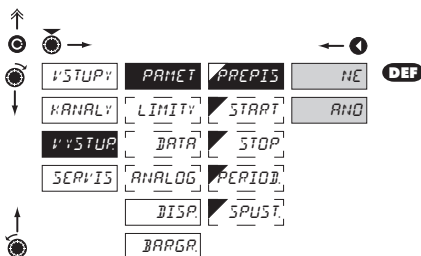 VSTUPY PAMET PREPIS NE DEF
KANALY LIMITY START ANO
VYSTUP. DATA STOP
SERVIS ANALOG PERIOD.
DISP. SPUST.
BARGR.